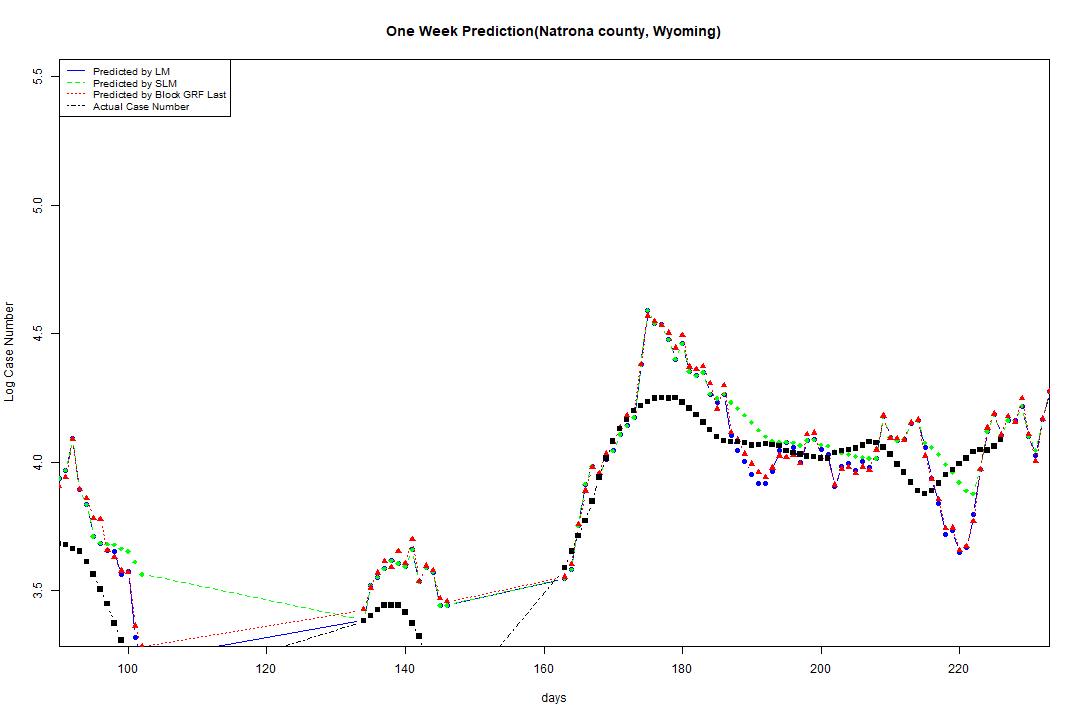 One Week Prediction(Natrona county, Wyoming)
Predicted by LM
Predicted by SLM
Predicted by Block GRF Last
Actual Case Number
5.5
5.0
4.5
4.0
3.5
Log Case Number
100 120 140 160 180 200 220
days